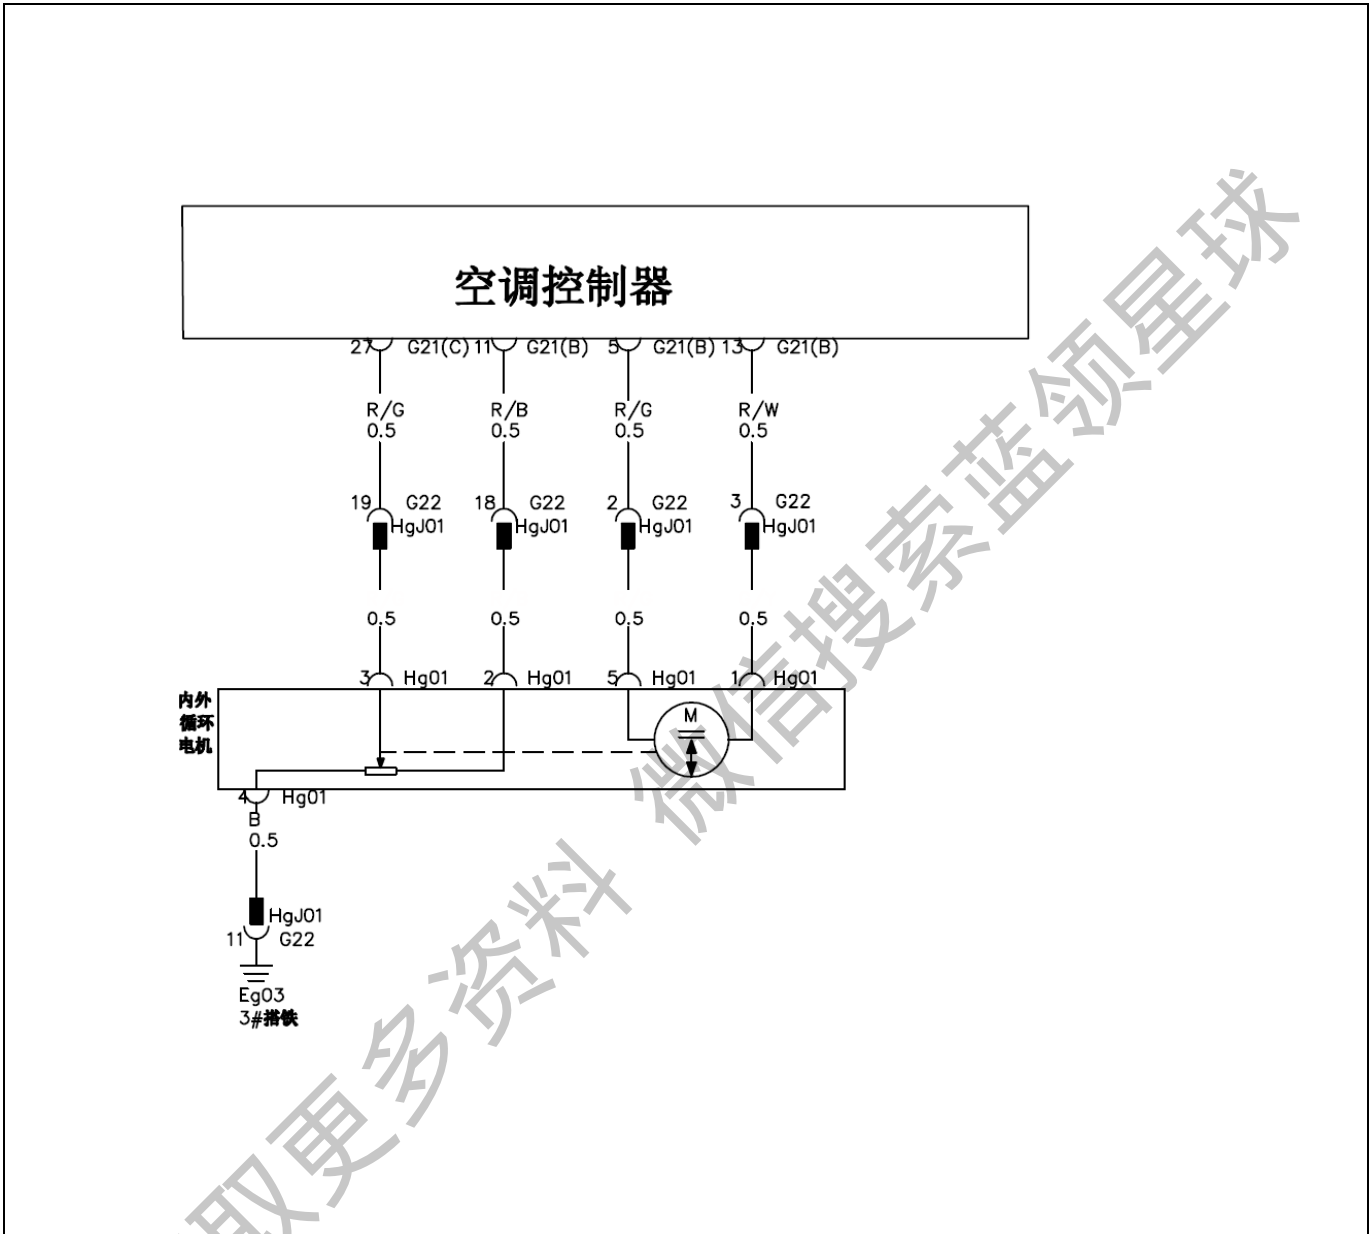 空调控制器
27 G21(C) 11 G21(B) 5 G21(B) 13 G21(B)
R/G R/B R/G R/W
0.5 0.5 0.5 0.5
19 G22 18 G22 2 G22 3 G22
HgJ01 HgJ01 HgJ01 HgJ01
0.5 0.5 0.5 0.5
3 Hg01 2 Hg01 5 Hg01 1 Hg01
内外
循环
电机
M
4 Hg01
B
0.5
HgJ01
11 G22
Eg03
3#搭铁
取更多资料 微信搜索蓝领星球